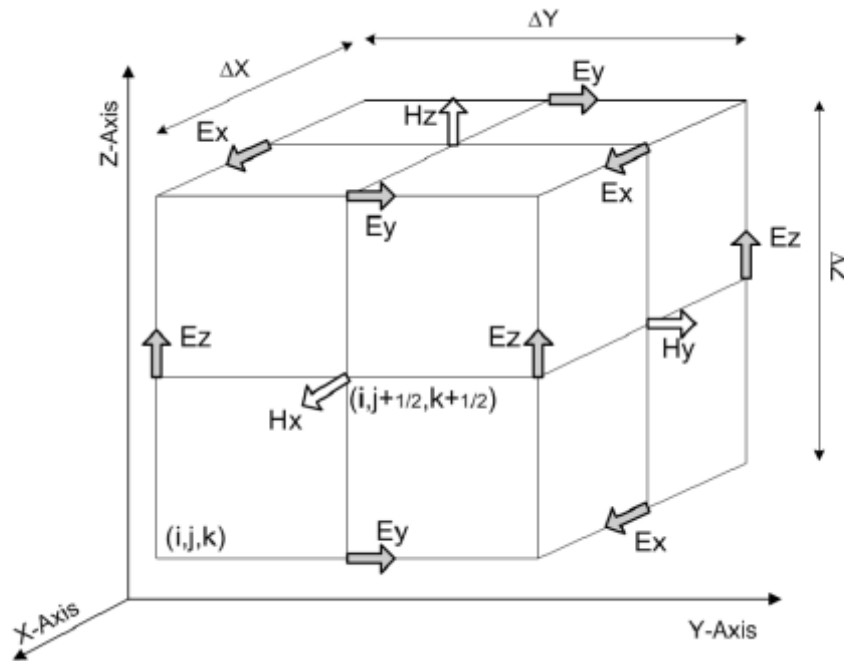 ΔY
ΔX
Ey
Hz
Z-Axis
Ex
Ex
Ey
Ez
ΔZ
Ez
Ez
Hy
Hx
(i,j+1/2,k+1/2)
(i,j,k)
Ey
Ex
X-Axis
Y-Axis